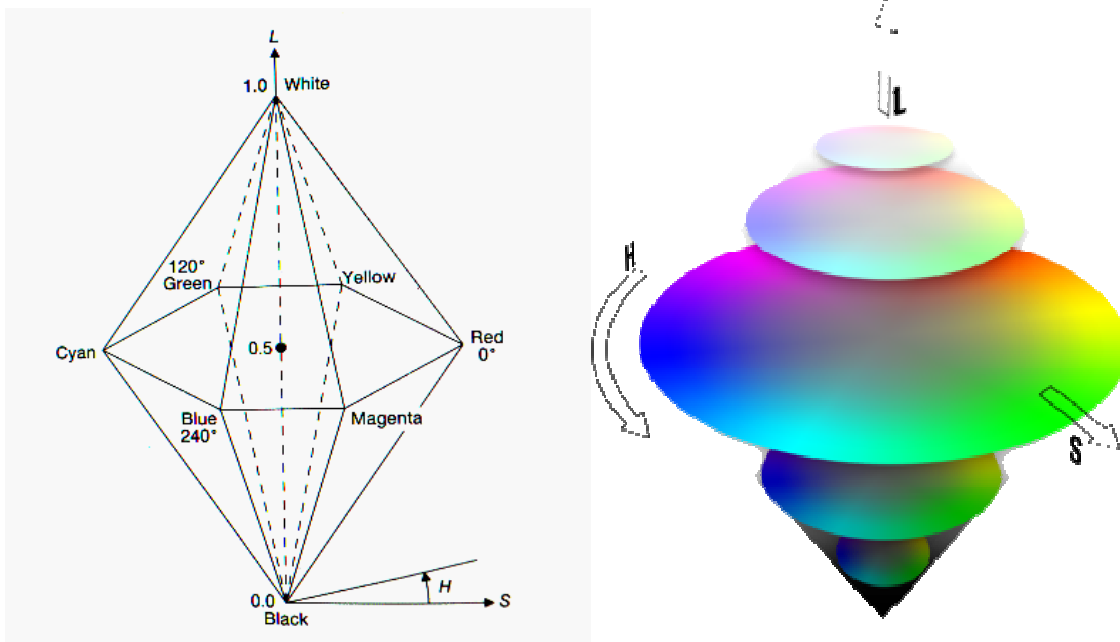 L
1.0 White
120°
Green
Yellow
Cyan
0.5
Red
0°
Blue
240°
Magenta
0.0
Black
H
S
L
H
S